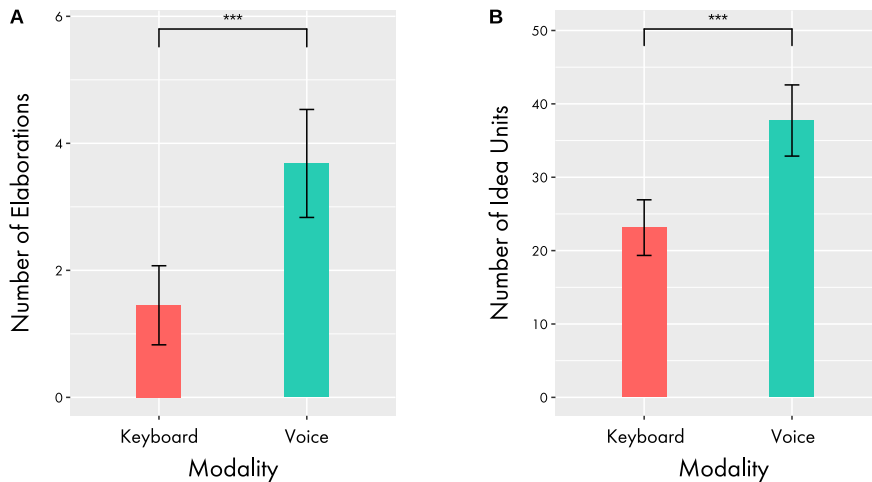 A
***
6
4
2
0
Number of Elaborations
Keyboard
Voice
Modality
B
***
50
40
30
20
10
0
Number of Idea Units
Keyboard
Voice
Modality